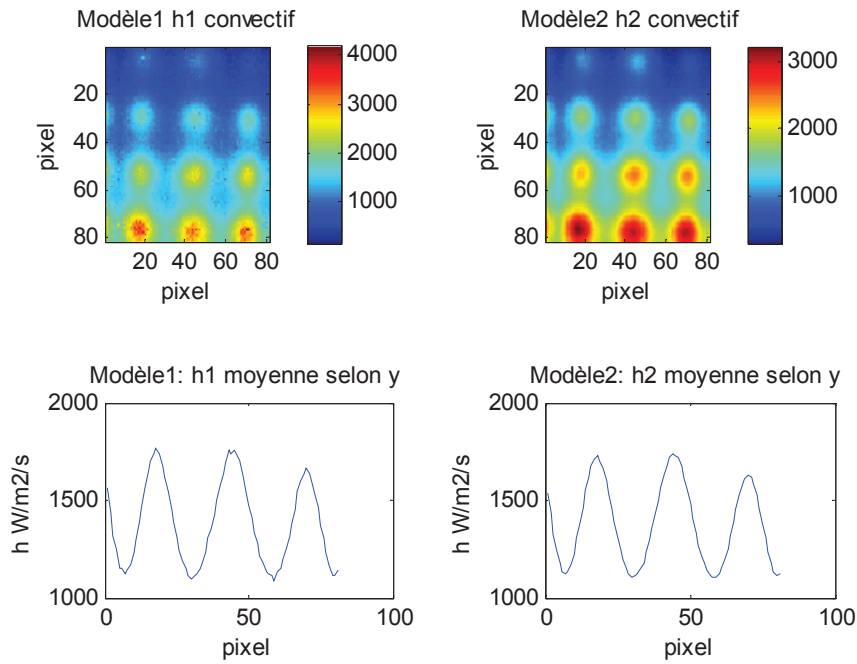 Modèle1 h1 convectif
pixel
20
40
60
80
20 40 60 80
pixel
4000
3000
2000
1000
Modèle2 h2 convectif
pixel
20
40
60
80
20 40 60 80
pixel
3000
2000
1000
Modèle1: h1 moyenne selon y
h W/m2/s
2000
1500
1000
0 50 100
pixel
Modèle2: h2 moyenne selon y
h W/m2/s
2000
1500
1000
0 50 100
pixel